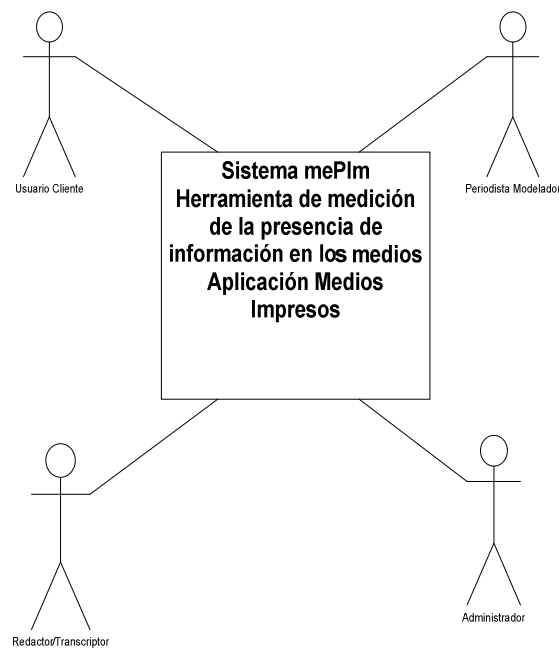 Usuario Cliente
Periodista Modelador
Sistema mePIm
Herramienta de medición
de la presencia de
información en los medios
Aplicación Medios
Impresos
Redactor/Transcriptor
Administrador